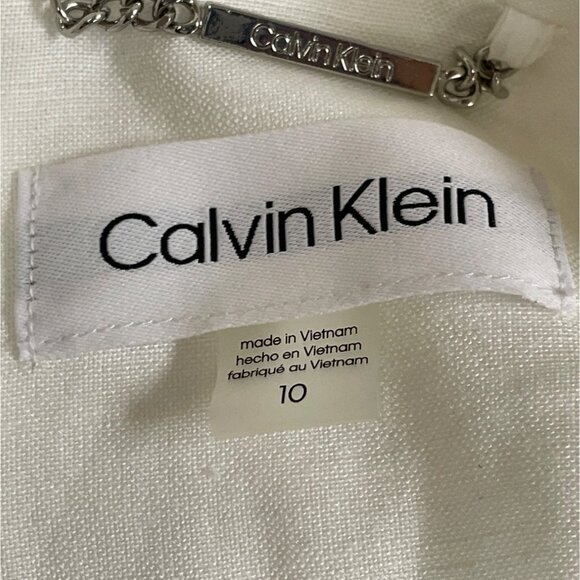 Calvin Klein
Calvin Klein
made in Vietnam
hecho en Vietnam
fabriqué au Vietnam
10